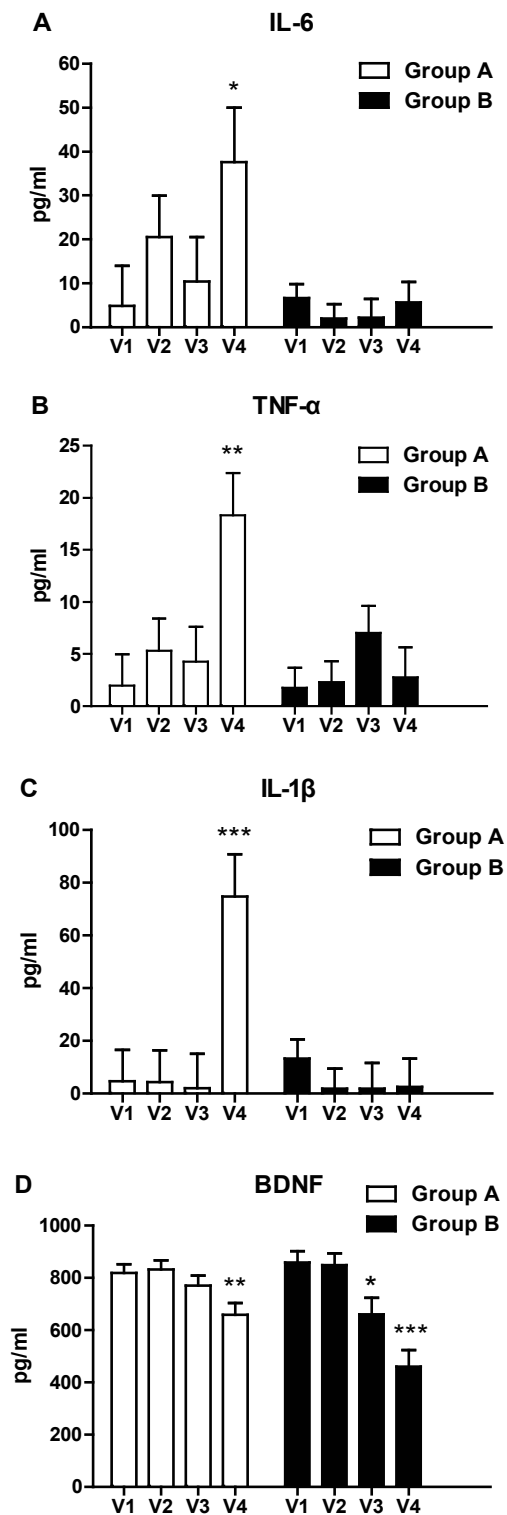 A IL-6
60
50
40
30
20
10
0
pg/ml
*
Group A
Group B
V1 V2 V3 V4 V1 V2 V3 V4
B TNF-α
25
20
15
10
5
0
pg/ml
**
Group A
Group B
V1 V2 V3 V4 V1 V2 V3 V4
C IL-1β
100
80
60
40
20
0
pg/ml
***
Group A
Group B
V1 V2 V3 V4 V1 V2 V3 V4
D BDNF
1000
800
600
400
200
0
pg/ml
**
*
***
Group A
Group B
V1 V2 V3 V4 V1 V2 V3 V4